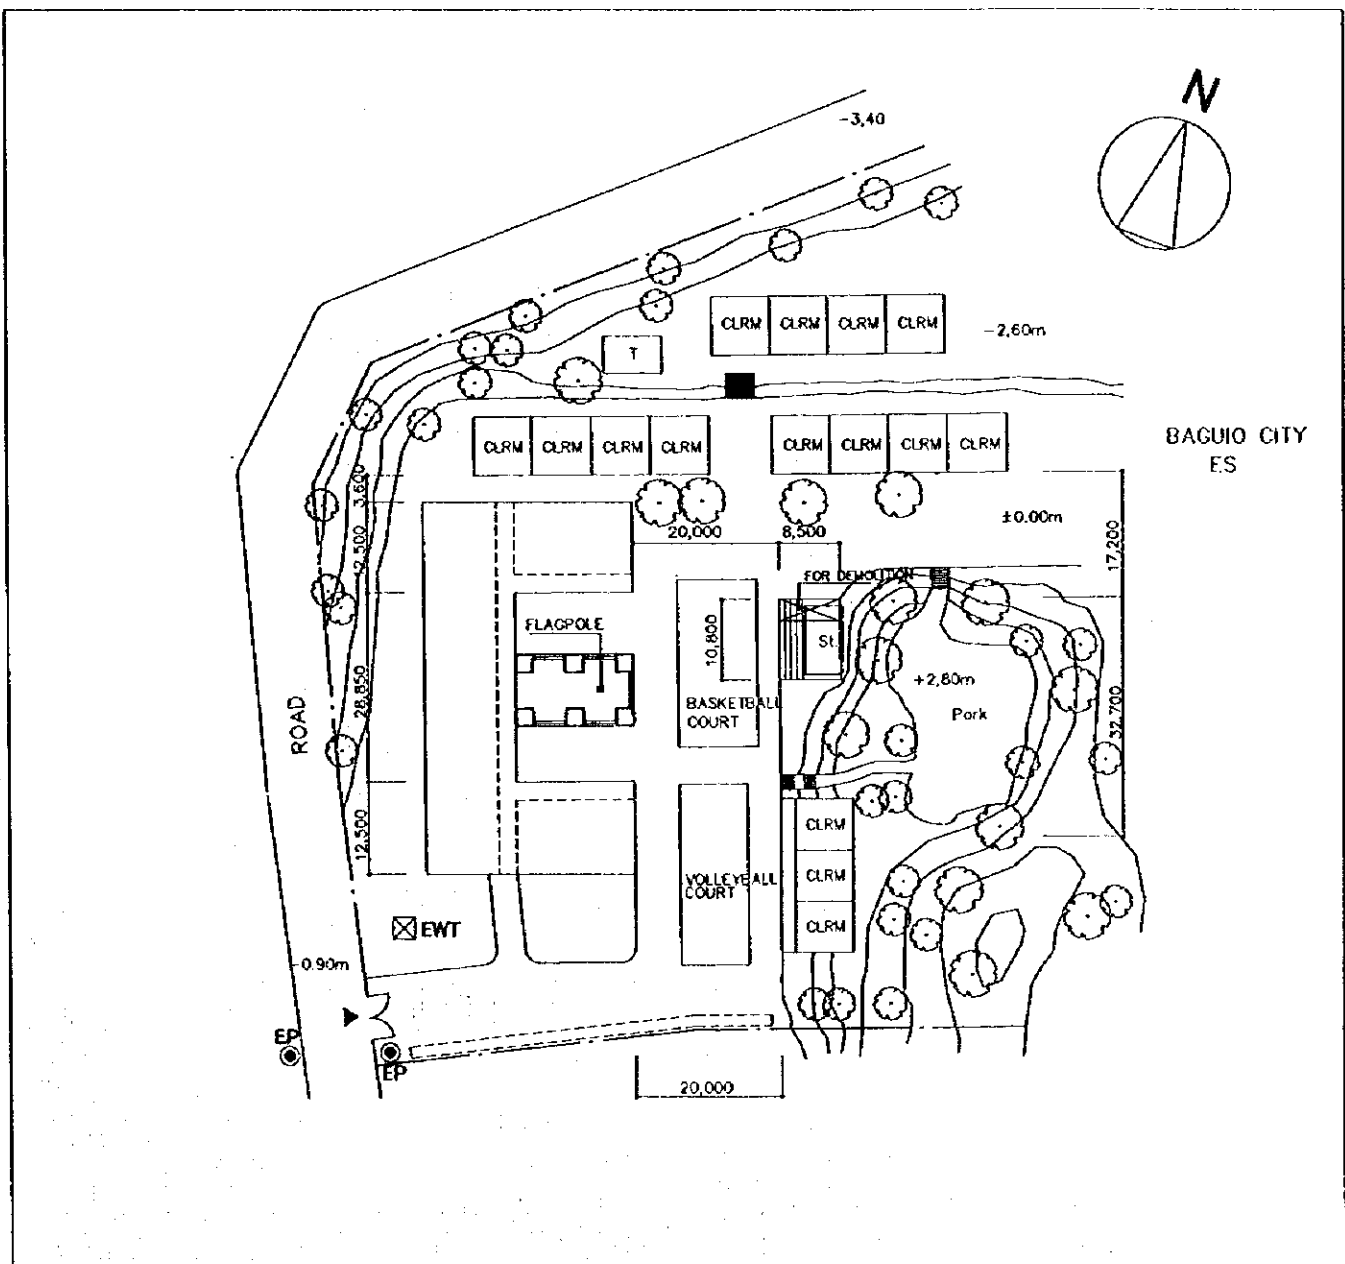 N
-3,40
CLRM CLRM CLRM CLRM
-2,60m
T
CLRM CLRM CLRM CLRM
CLRM CLRM CLRM CLRM
BAGUIO CITY
ES
3,600
±0.00m
20,000
8,500
17,200
FOR DEMOLITION
FLAGPOLE
10,800
St.
+2,80m
28,850
BASKETBALL
COURT
Park
32,700
ROAD
12,500
CLRM
VOLLEYBALL
COURT
CLRM
CLRM
EWT
-0.90m
EP
EP
20,000